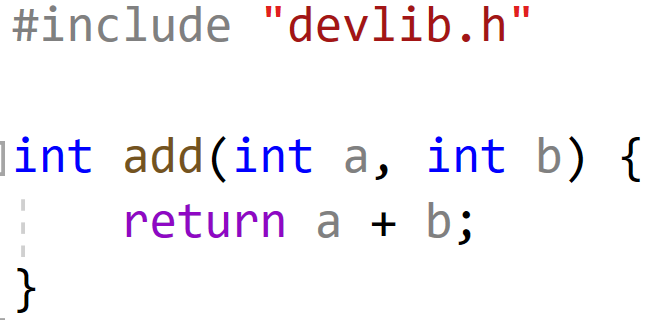 #include "devlib.h"
int add(int a, int b) {
    return a + b;
}